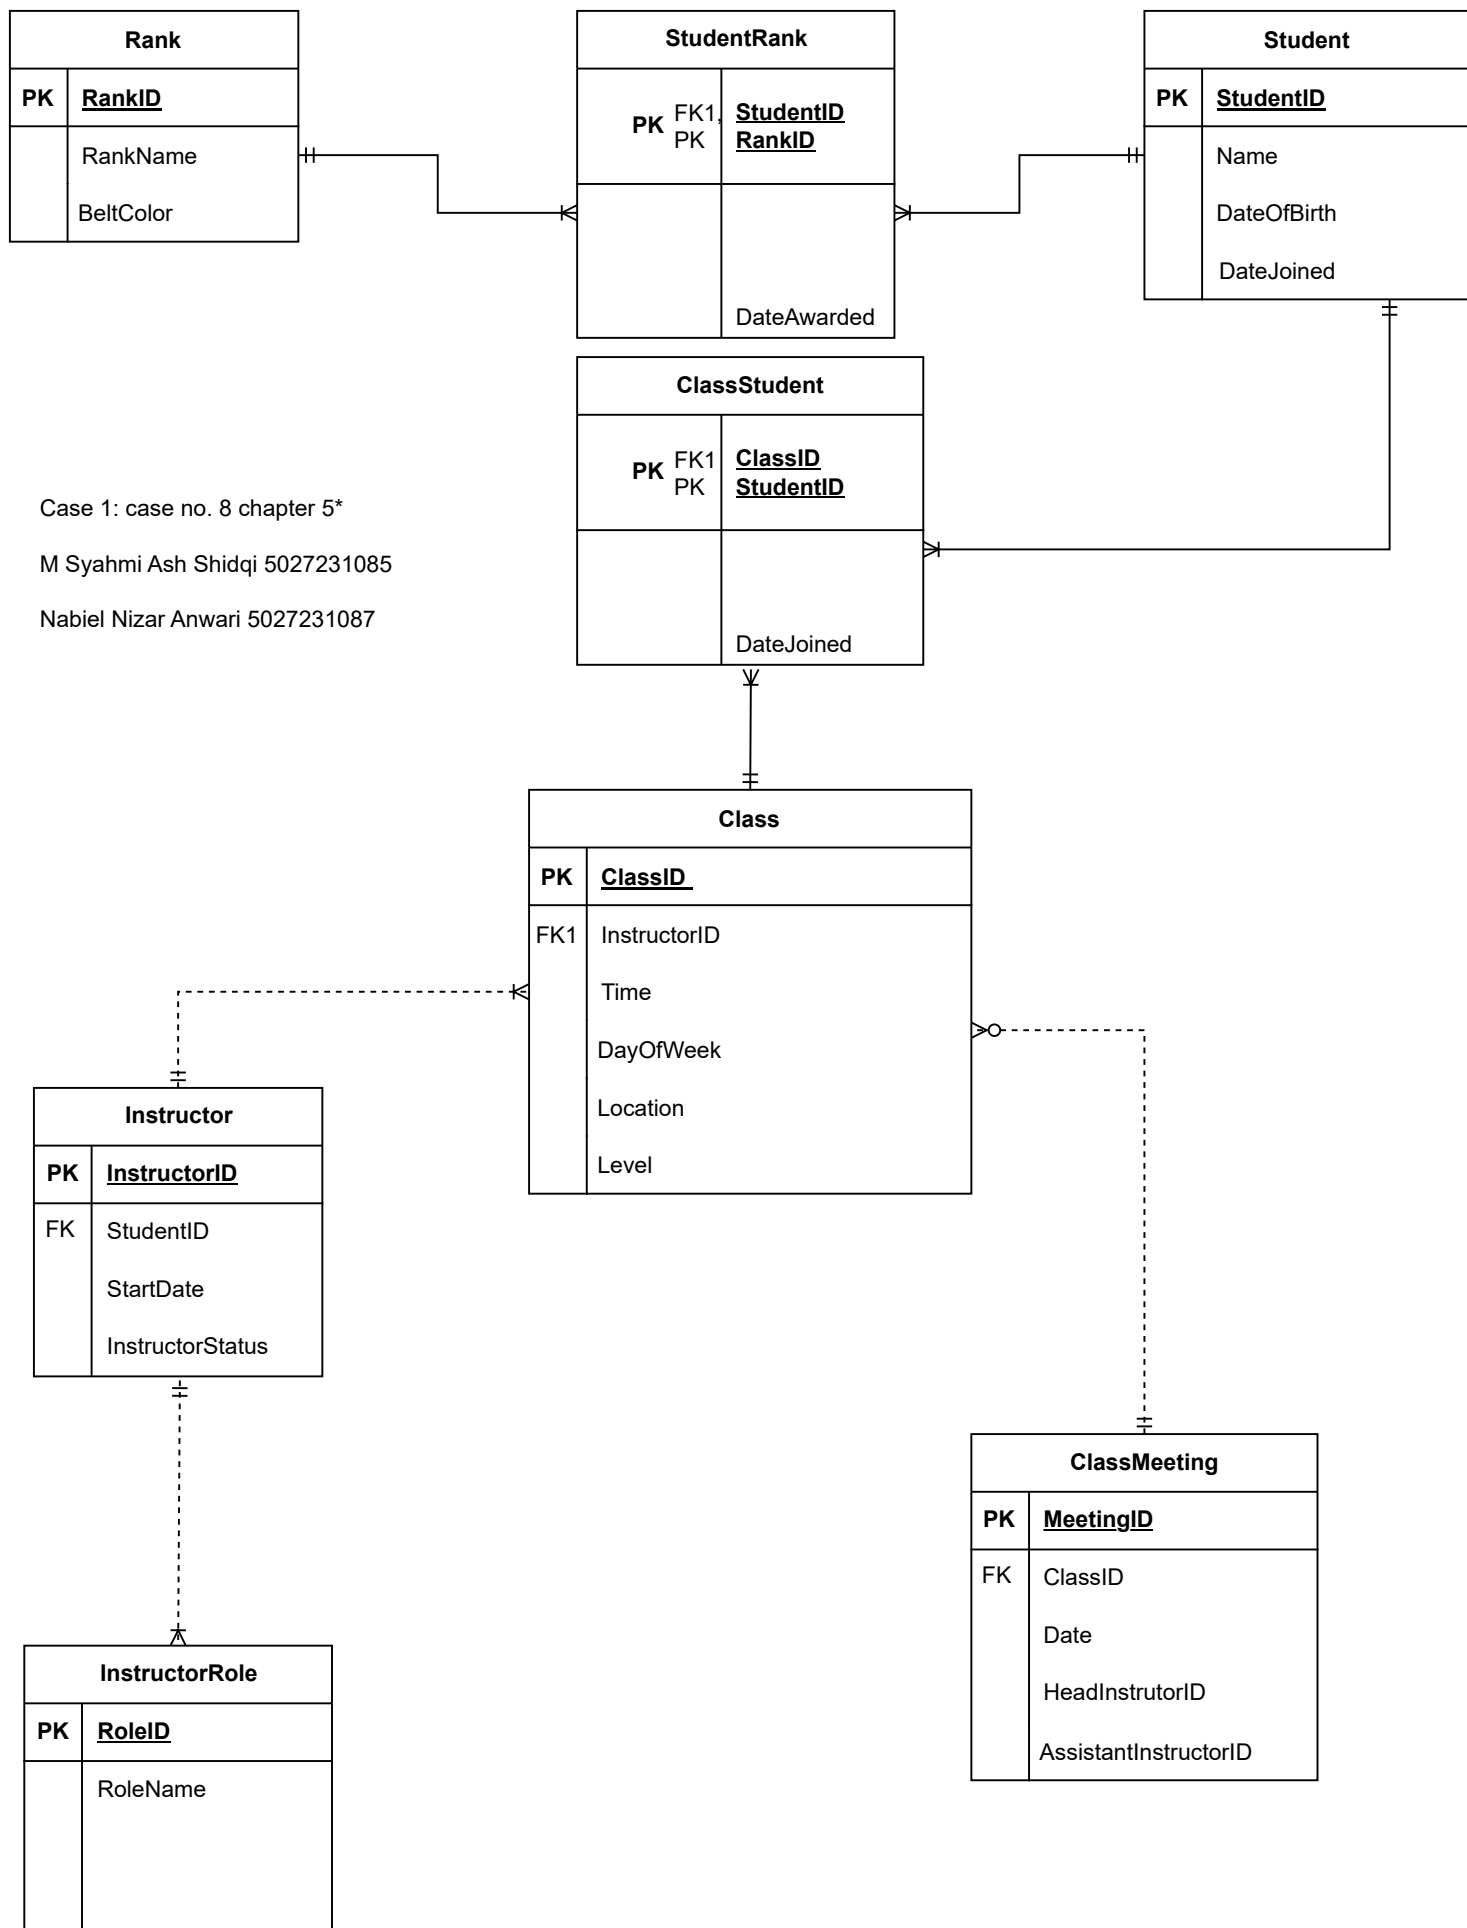 Rank
PK RankID
RankName
BeltColor
StudentRank
PK FK1, StudentID
PK RankID
DateAwarded
Student
PK StudentID
Name
DateOfBirth
DateJoined
ClassStudent
PK FK1 ClassID
PK StudentID
DateJoined
Case 1: case no. 8 chapter 5*
M Syahmi Ash Shidqi 5027231085
Nabiel Nizar Anwari 5027231087
Class
PK ClassID
FK1 InstructorID
Time
DayOfWeek
Location
Level
Instructor
PK InstructorID
FK StudentID
StartDate
InstructorStatus
ClassMeeting
PK MeetingID
FK ClassID
Date
HeadInstrutorID
AssistantInstructorID
InstructorRole
PK RoleID
RoleName